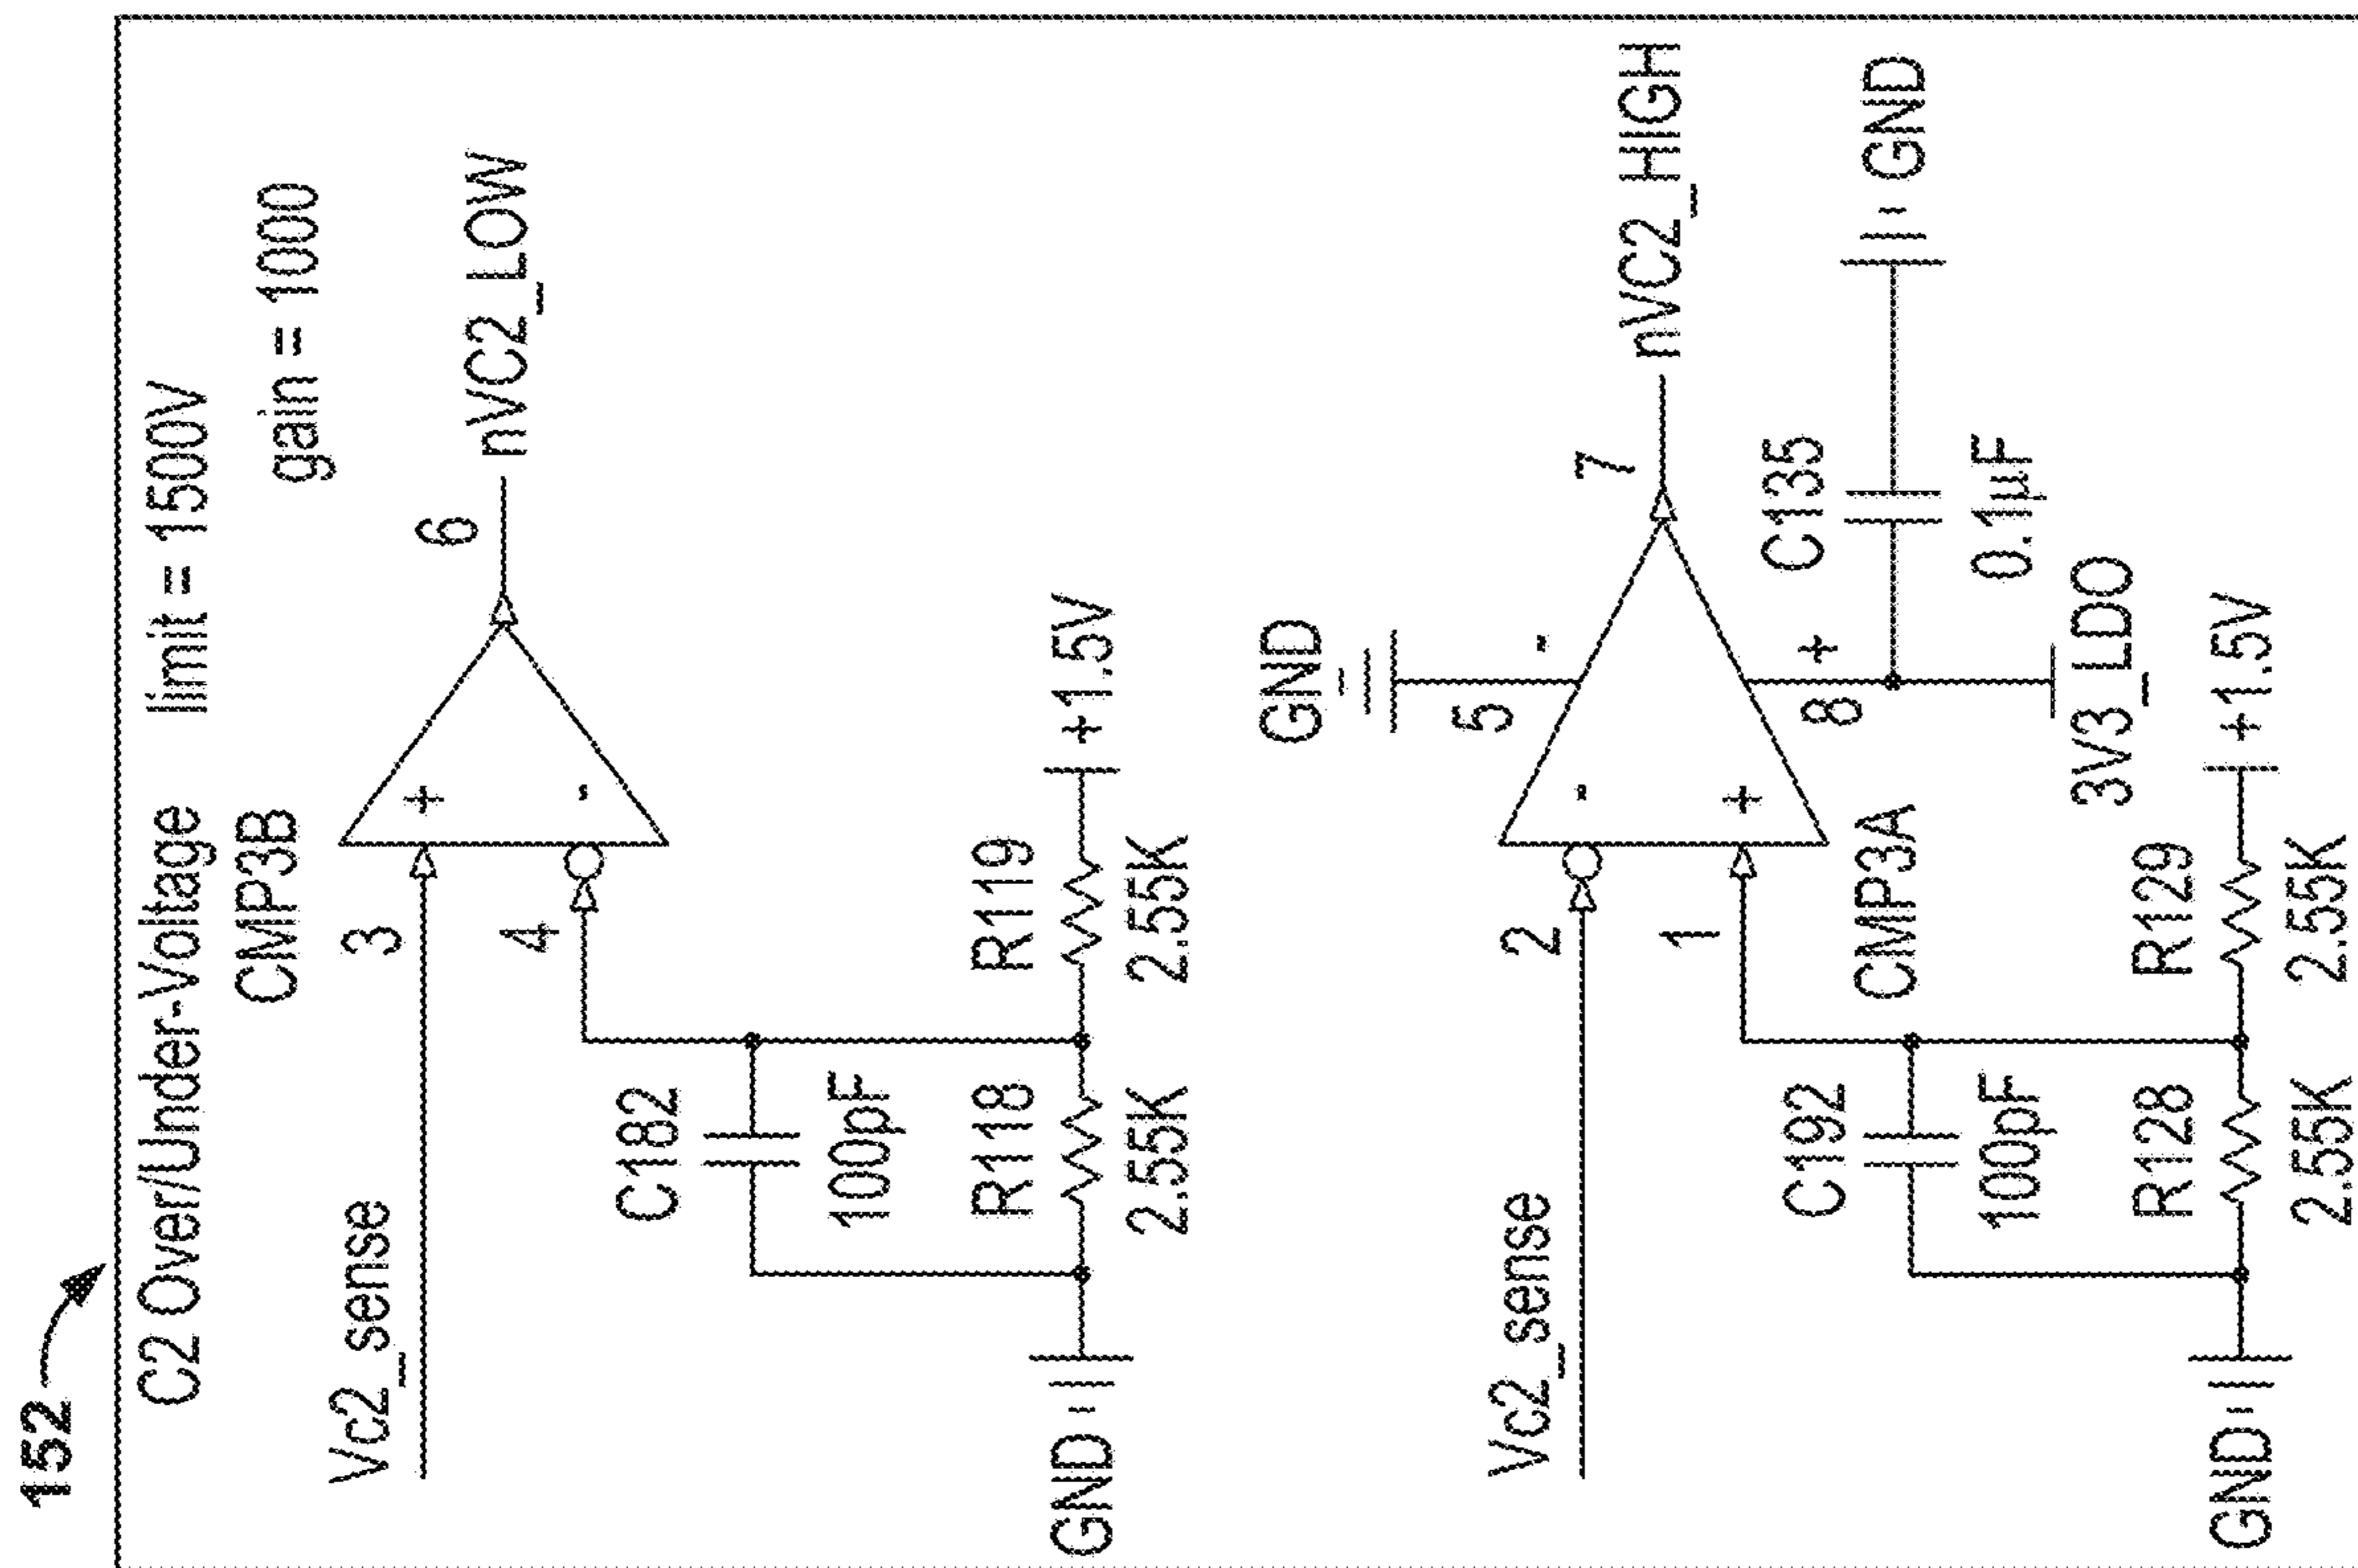 152
C2 Over/Under-Voltage limit = 1500V
CMP3B gain = 1000
Vc2_sense
3
+
6
nVC2_LOW
4
-
C182
100pF
R118
2.55K
R119
2.55K
GND
+1.5V
GND
5
-
Vc2_sense
2
-
7
nVC2_HIGH
1
+
CMP3A
8
+
C135
0.1µF
GND
3V3_LDO
C192
100pF
R128
2.55K
R129
2.55K
GND
+1.5V